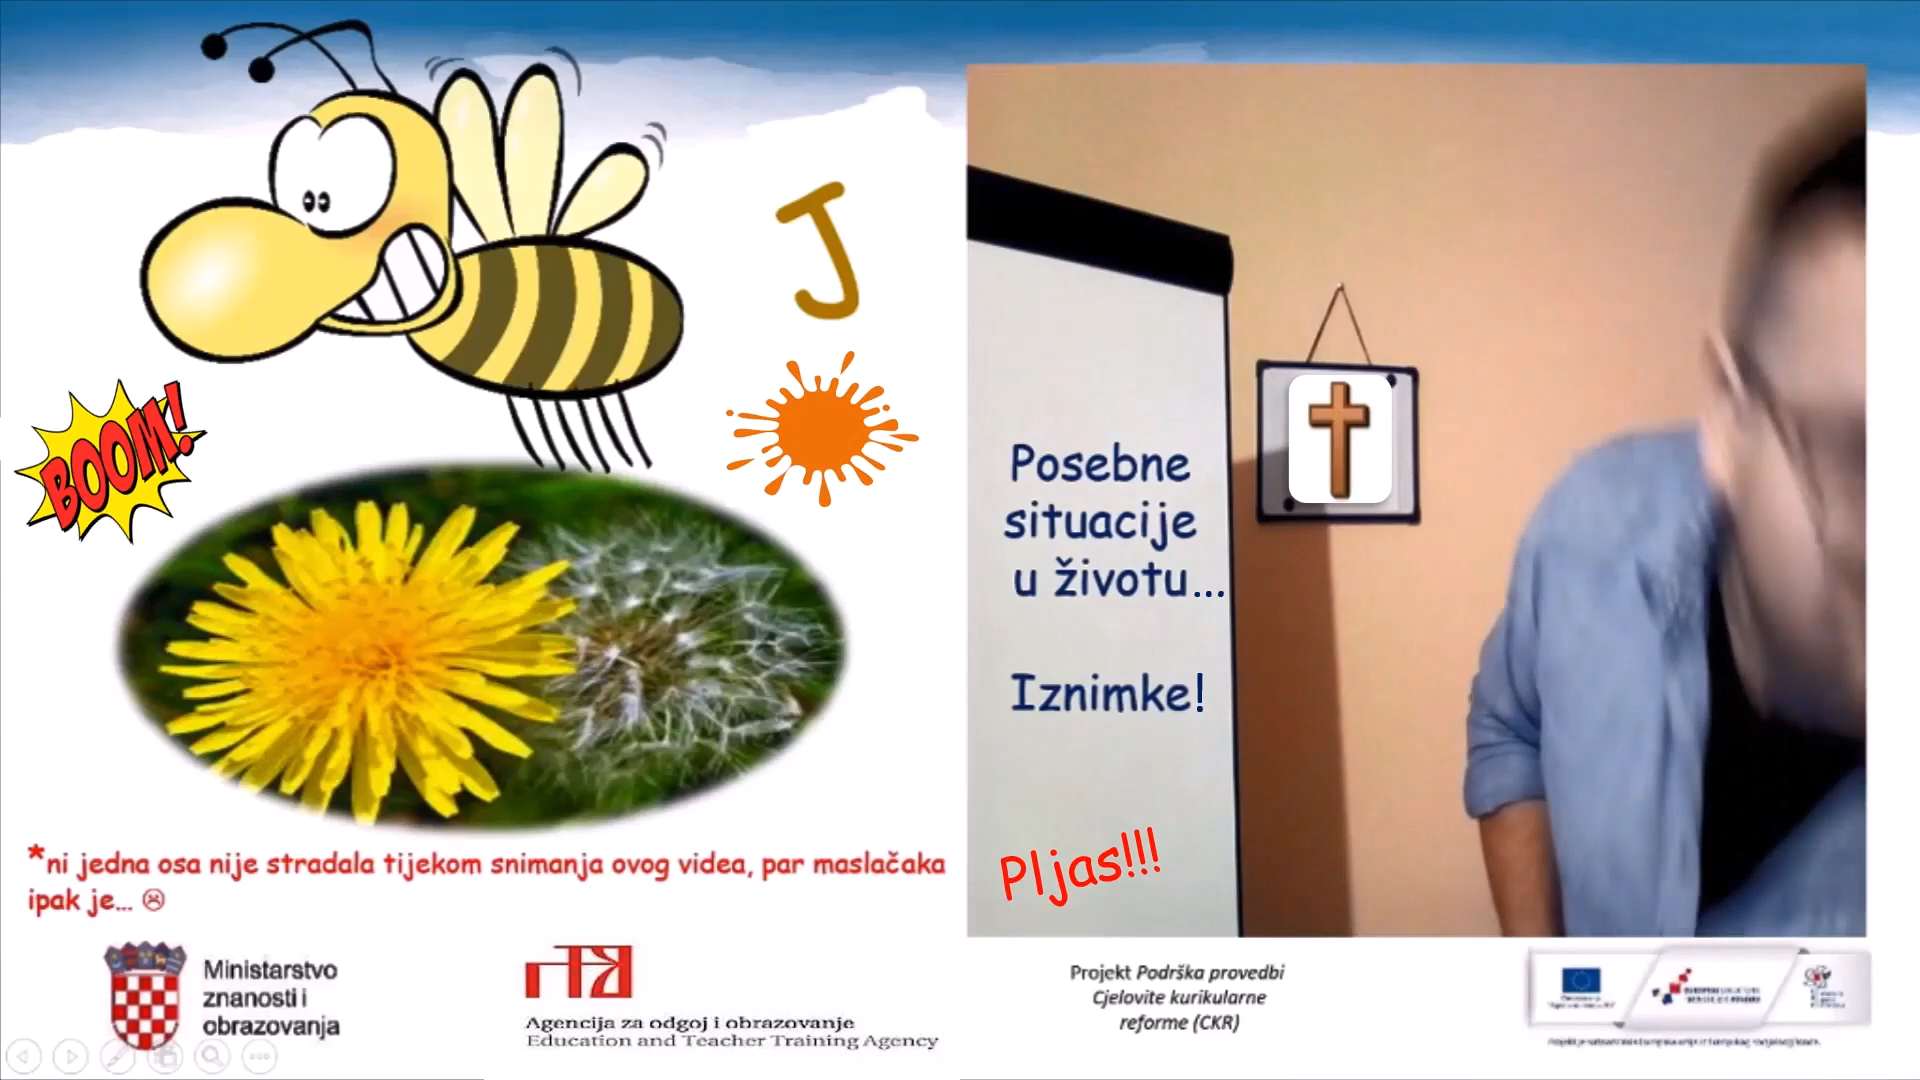 J
BOOM!
*ni jedna osa nije stradala tijekom snimanja ovog videa, par maslačaka
ipak je... ☹
Posebne
situacije
u životu...
Iznimke!
Pljas!!!
Ministarstvo
znanosti i
obrazovanja
Agencija za odgoj i obrazovanje
Education and Teacher Training Agency
Projekt Podrška provedbi
Cjelovite kurikularne
reforme (CKR)